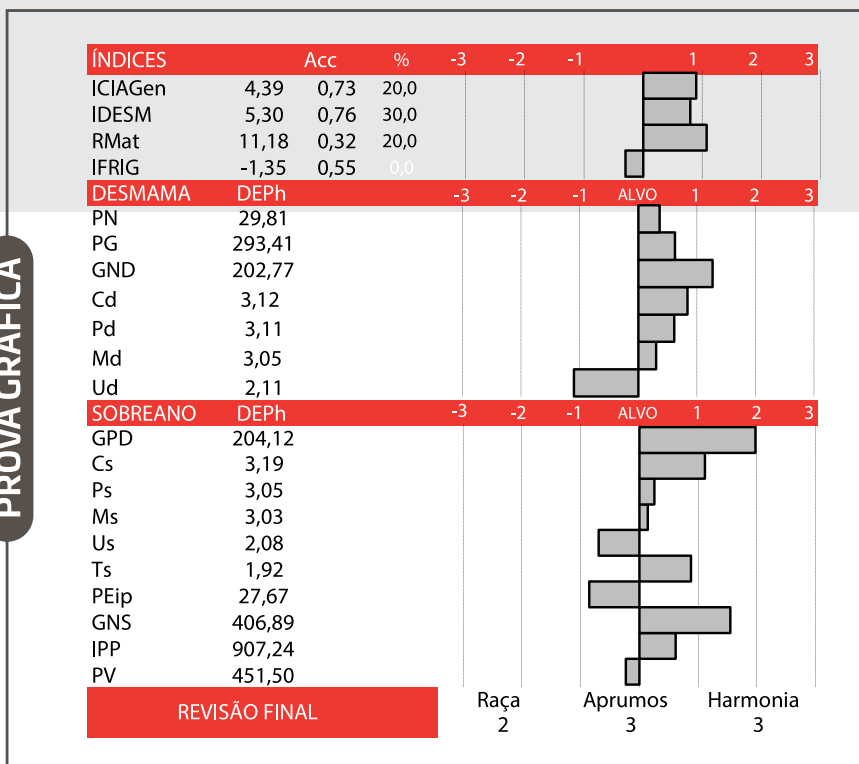 PROVA GRÁFICA
ÍNDICES Acc % -3 -2 -1 1 2 3
ICIAGen 4,39 0,73 20,0
IDESM 5,30 0,76 30,0
RMat 11,18 0,32 20,0
IFRIG -1,35 0,55 0,0
DESMAMA DEPh -3 -2 -1 ALVO 1 2 3
PN 29,81
PG 293,41
GND 202,77
Cd 3,12
Pd 3,11
Md 3,05
Ud 2,11
SOBREANO DEPh -3 -2 -1 ALVO 1 2 3
GPD 204,12
Cs 3,19
Ps 3,05
Ms 3,03
Us 2,08
Ts 1,92
PEip 27,67
GNS 406,89
IPP 907,24
PV 451,50
REVISÃO FINAL Raça Aprumos Harmonia
2 3 3